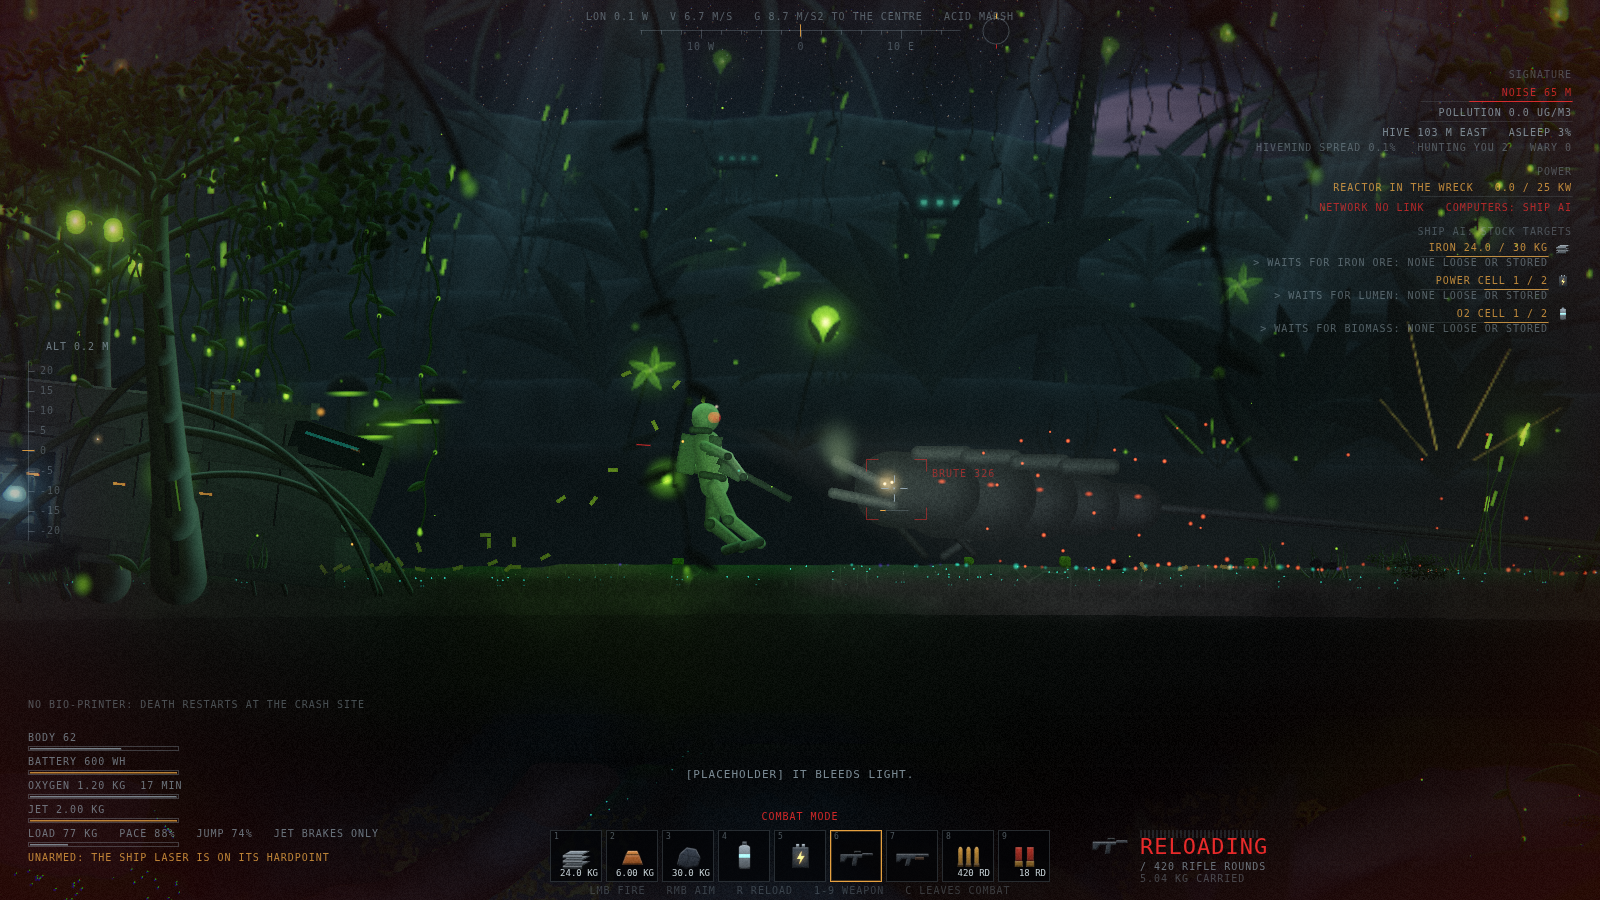 LON 0.1 W   V 6.7 M/S   G 8.7 M/S2 TO THE CENTRE · ACID MARSH
10 W   0   10 E
SIGNATURE
NOISE 65 M
POLLUTION 0.0 UG/M3
HIVE 103 M EAST   ASLEEP 3%
HIVEMIND SPREAD 0.1%   HUNTING YOU 2   WARY 0
POWER
REACTOR IN THE WRECK   0.0 / 25 KW
NETWORK NO LINK   COMPUTERS: SHIP AI
SHIP AI: STOCK TARGETS
IRON 24.0 / 30 KG
> WAITS FOR IRON ORE: NONE LOOSE OR STORED
POWER CELL 1 / 2
> WAITS FOR LUMEN: NONE LOOSE OR STORED
O2 CELL 1 / 2
> WAITS FOR BIOMASS: NONE LOOSE OR STORED
ALT 0.2 M
20
15
10
5
0
-5
-10
-15
-20
BRUTE 326
NO BIO-PRINTER: DEATH RESTARTS AT THE CRASH SITE
BODY 62
BATTERY 600 WH
OXYGEN 1.20 KG  17 MIN
JET 2.00 KG
LOAD 77 KG   PACE 88%   JUMP 74%   JET BRAKES ONLY
UNARMED: THE SHIP LASER IS ON ITS HARDPOINT
[PLACEHOLDER] IT BLEEDS LIGHT.
COMBAT MODE
1 2 3 4 5 6 7 8 9
24.0 KG 6.00 KG 30.0 KG 420 RD 18 RD
LMB FIRE   RMB AIM   R RELOAD   1-9 WEAPON   C LEAVES COMBAT
RELOADING
/ 420 RIFLE ROUNDS
5.04 KG CARRIED